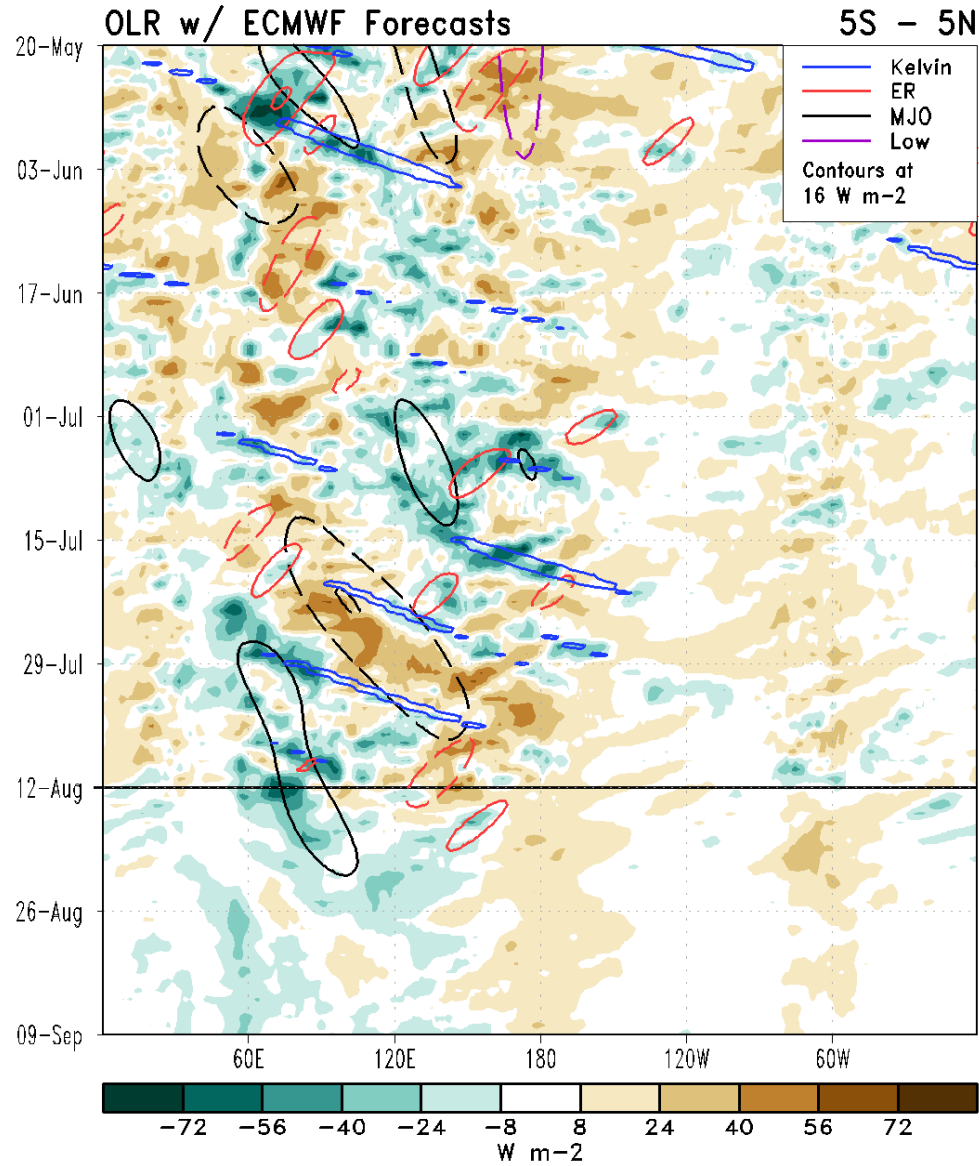 OLR w/ ECMWF Forecasts 5S - 5N
Kelvin
ER
MJO
Low
Contours at
16 W m-2
20-May
03-Jun
17-Jun
01-Jul
15-Jul
29-Jul
12-Aug
26-Aug
09-Sep
60E 120E 180 120W 60W
-72 -56 -40 -24 -8 8 24 40 56 72
W m-2